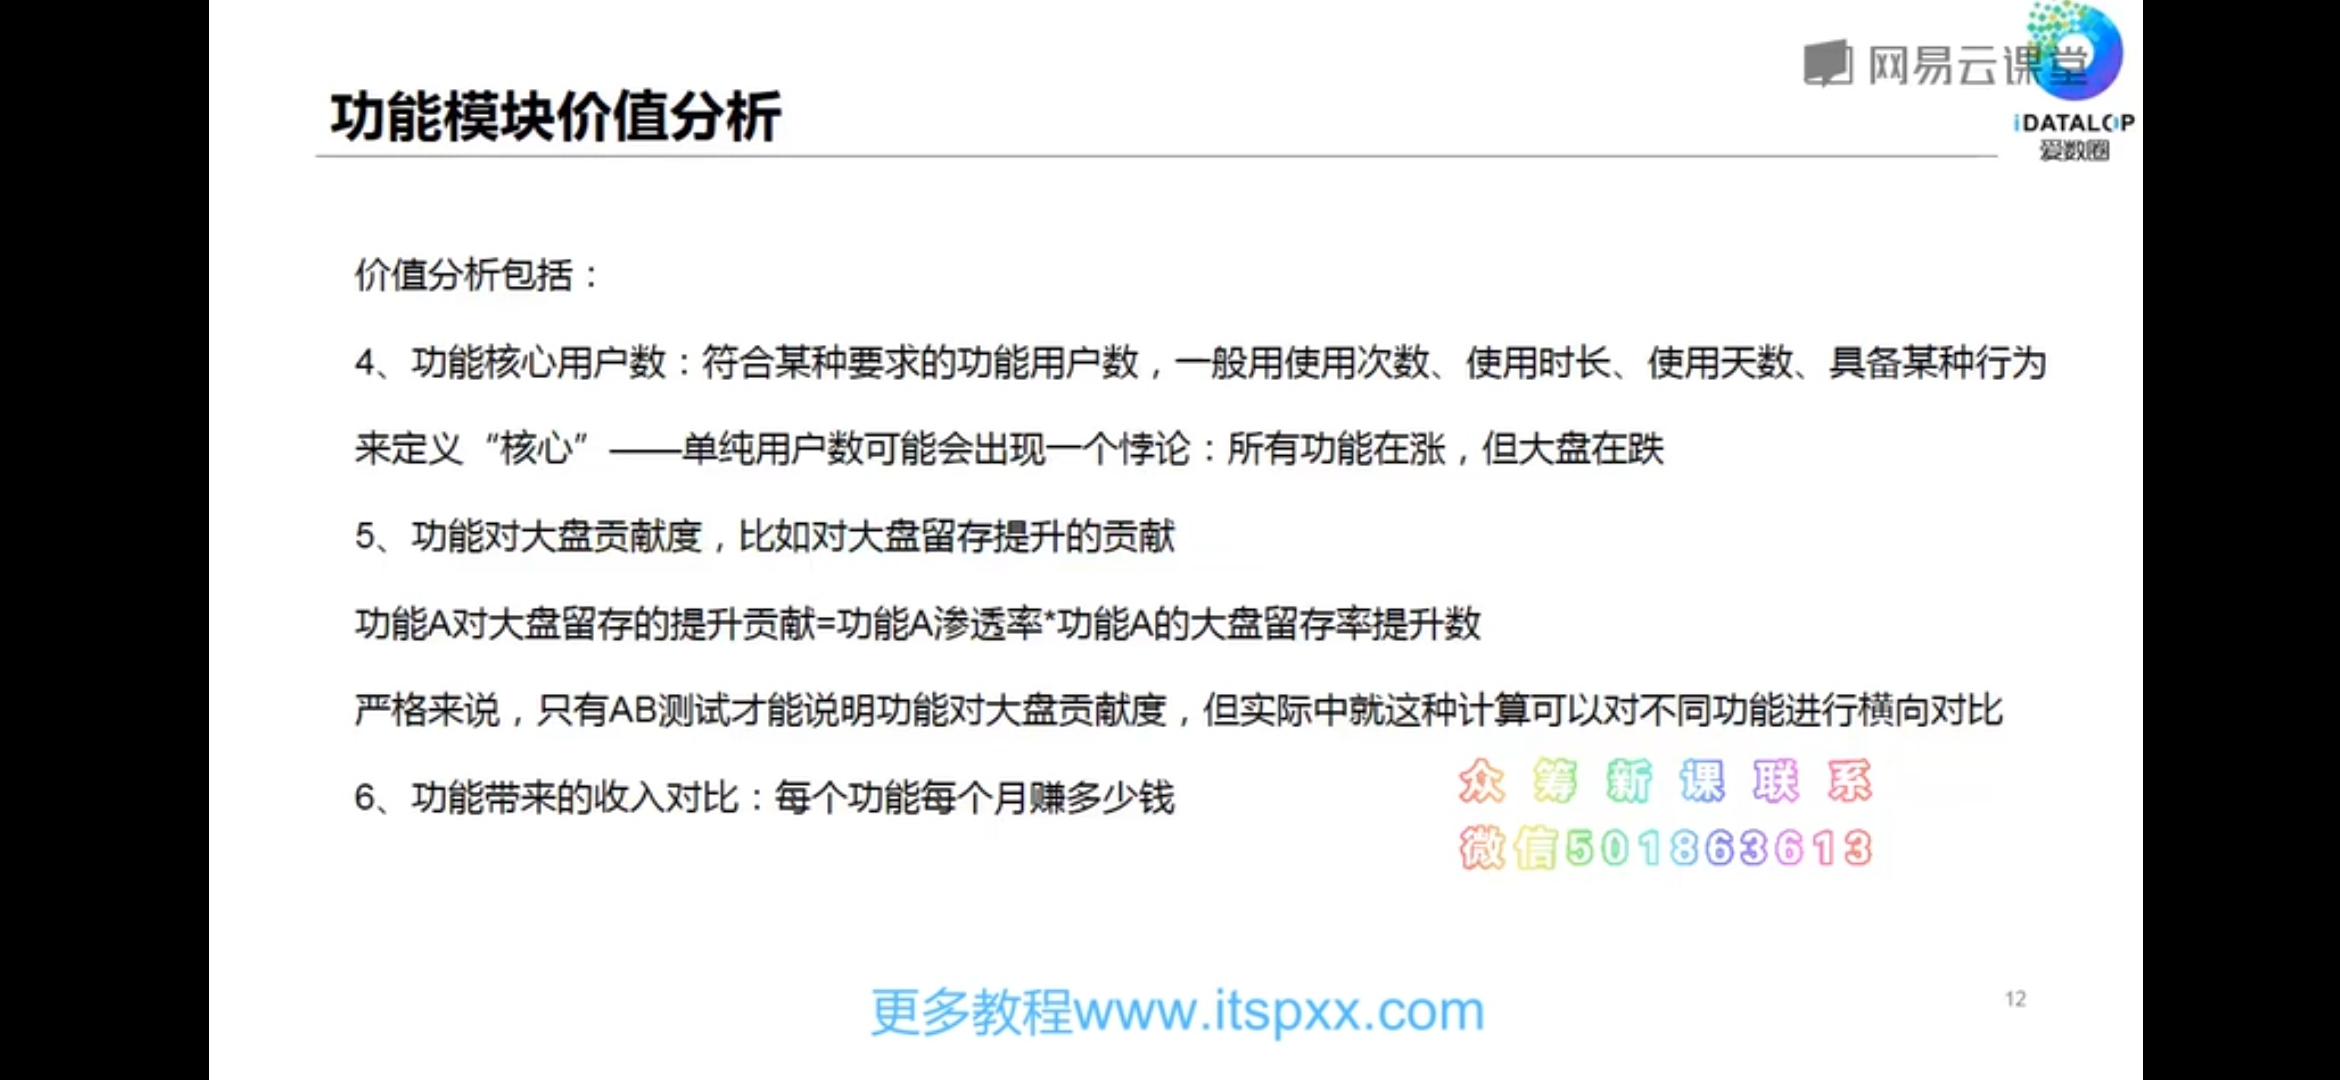 网易云课堂
iDATALOP
爱数圈
功能模块价值分析
价值分析包括：
4、功能核心用户数：符合某种要求的功能用户数，一般用使用次数、使用时长、使用天数、具备某种行为
来定义“核心”——单纯用户数可能会出现一个悖论：所有功能在涨，但大盘在跌
5、功能对大盘贡献度，比如对大盘留存提升的贡献
功能A对大盘留存的提升贡献=功能A渗透率*功能A的大盘留存率提升数
严格来说，只有AB测试才能说明功能对大盘贡献度，但实际中就这种计算可以对不同功能进行横向对比
6、功能带来的收入对比：每个功能每个月赚多少钱
众筹新课联系
微信501863613
更多教程www.itspxx.com
12